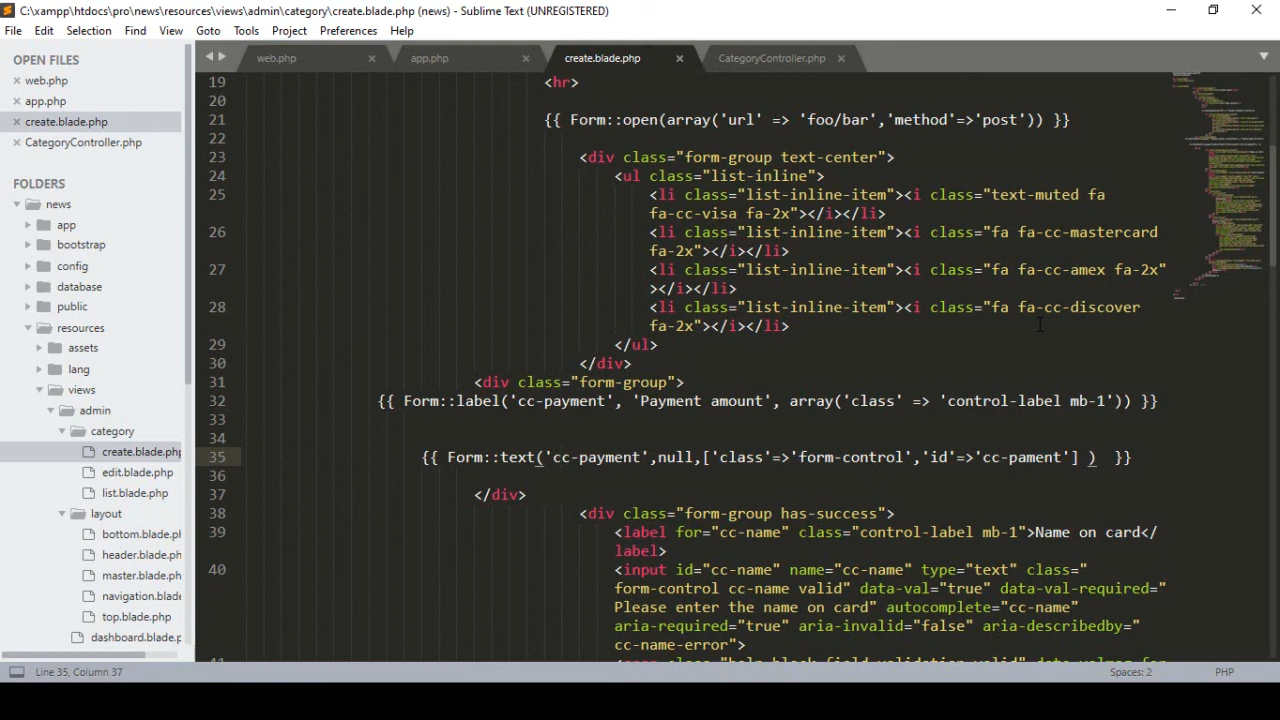 C:\xampp\htdocs\pro\news\resources\views\admin\category\create.blade.php (news) - Sublime Text (UNREGISTERED)
File Edit Selection Find View Goto Tools Project Preferences Help
OPEN FILES
web.php
app.php
create.blade.php
CategoryController.php
FOLDERS
news
app
bootstrap
config
database
public
resources
assets
lang
views
admin
category
create.blade.php
edit.blade.php
list.blade.php
layout
bottom.blade.pl
header.blade.ph
master.blade.ph
navigation.blade
top.blade.php
dashboard.blade.p
web.php app.php create.blade.php CategoryController.php
19 <hr>
20
21 {{ Form::open(array('url' => 'foo/bar','method'=>'post')) }}
22
23 <div class="form-group text-center">
24 <ul class="list-inline">
25 <li class="list-inline-item"><i class="text-muted fa
fa-cc-visa fa-2x"></i></li>
26 <li class="list-inline-item"><i class="fa fa-cc-mastercard
fa-2x"></i></li>
27 <li class="list-inline-item"><i class="fa fa-cc-amex fa-2x"
></i></li>
28 <li class="list-inline-item"><i class="fa fa-cc-discover
fa-2x"></i></li>
29 </ul>
30 </div>
31 <div class="form-group">
32 {{ Form::label('cc-payment', 'Payment amount', array('class' => 'control-label mb-1')) }}
33
34
35 {{ Form::text('cc-payment',null,['class'=>'form-control','id'=>'cc-pament'] )  }}
36
37 </div>
38 <div class="form-group has-success">
39 <label for="cc-name" class="control-label mb-1">Name on card</
label>
40 <input id="cc-name" name="cc-name" type="text" class="
form-control cc-name valid" data-val="true" data-val-required="
Please enter the name on card" autocomplete="cc-name"
aria-required="true" aria-invalid="false" aria-describedby="
cc-name-error">
Line 35, Column 37
Spaces: 2
PHP